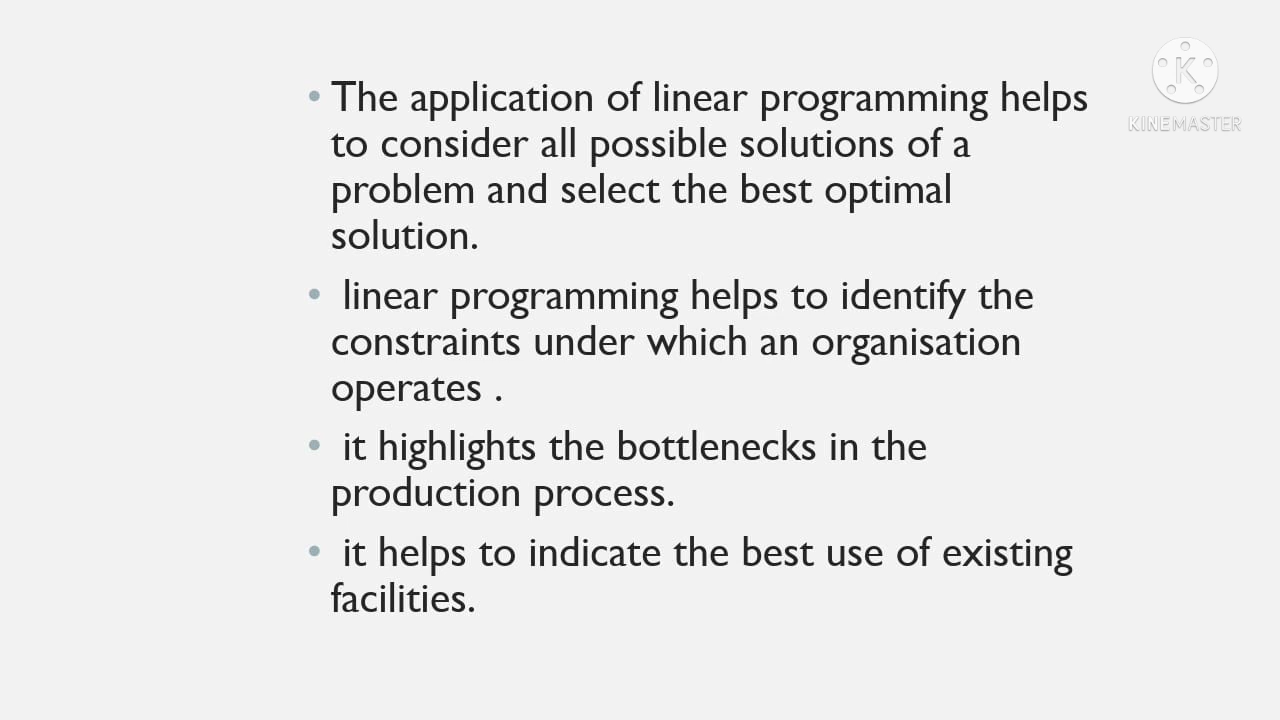 • The application of linear programming helps
to consider all possible solutions of a
problem and select the best optimal
solution.
• linear programming helps to identify the
constraints under which an organisation
operates .
• it highlights the bottlenecks in the
production process.
• it helps to indicate the best use of existing
facilities.
K
KINEMASTER